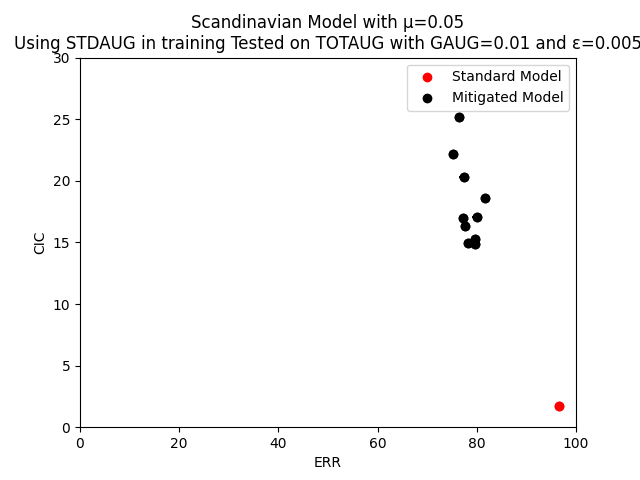 Scandinavian Model with μ=0.05
Using STDAUG in training Tested on TOTAUG with GAUG=0.01 and ε=0.005
Standard Model
Mitigated Model
30
25
20
15
10
5
0
CIC
0 20 40 60 80 100
ERR